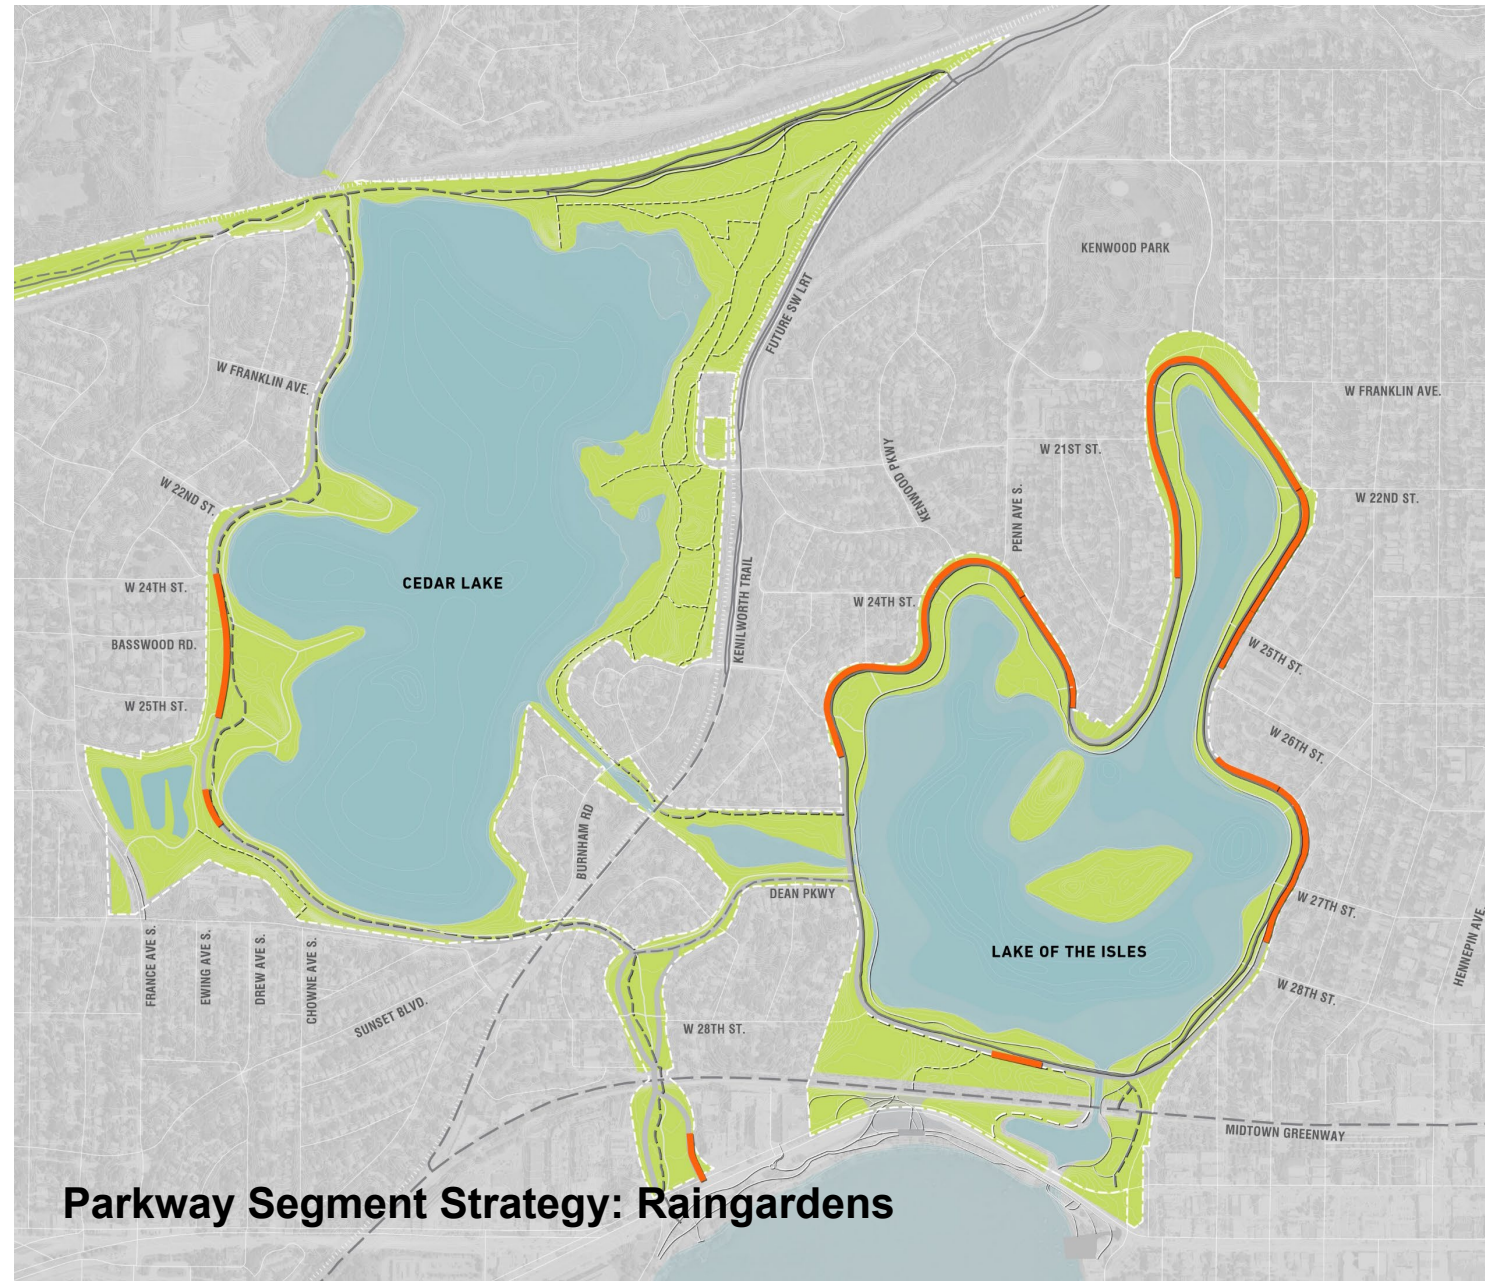 KENWOOD PARK
FUTURE SW LRT
W FRANKLIN AVE.
W FRANKLIN AVE.
W 21ST ST.
KENWOOD PKWY
PENN AVE S.
W 22ND ST.
W 22ND ST.
CEDAR LAKE
W 24TH ST.
W 24TH ST.
KENILWORTH TRAIL
BASSWOOD RD.
W 25TH ST.
W 25TH ST.
W 26TH ST.
BURNHAM RD
DEAN PKWY
W 27TH ST.
HENNEPIN AVE.
LAKE OF THE ISLES
FRANCE AVE S.
EWING AVE S.
DREW AVE S.
CHOWNE AVE S.
SUNSET BLVD.
W 28TH ST.
W 28TH ST.
MIDTOWN GREENWAY
Parkway Segment Strategy: Raingardens